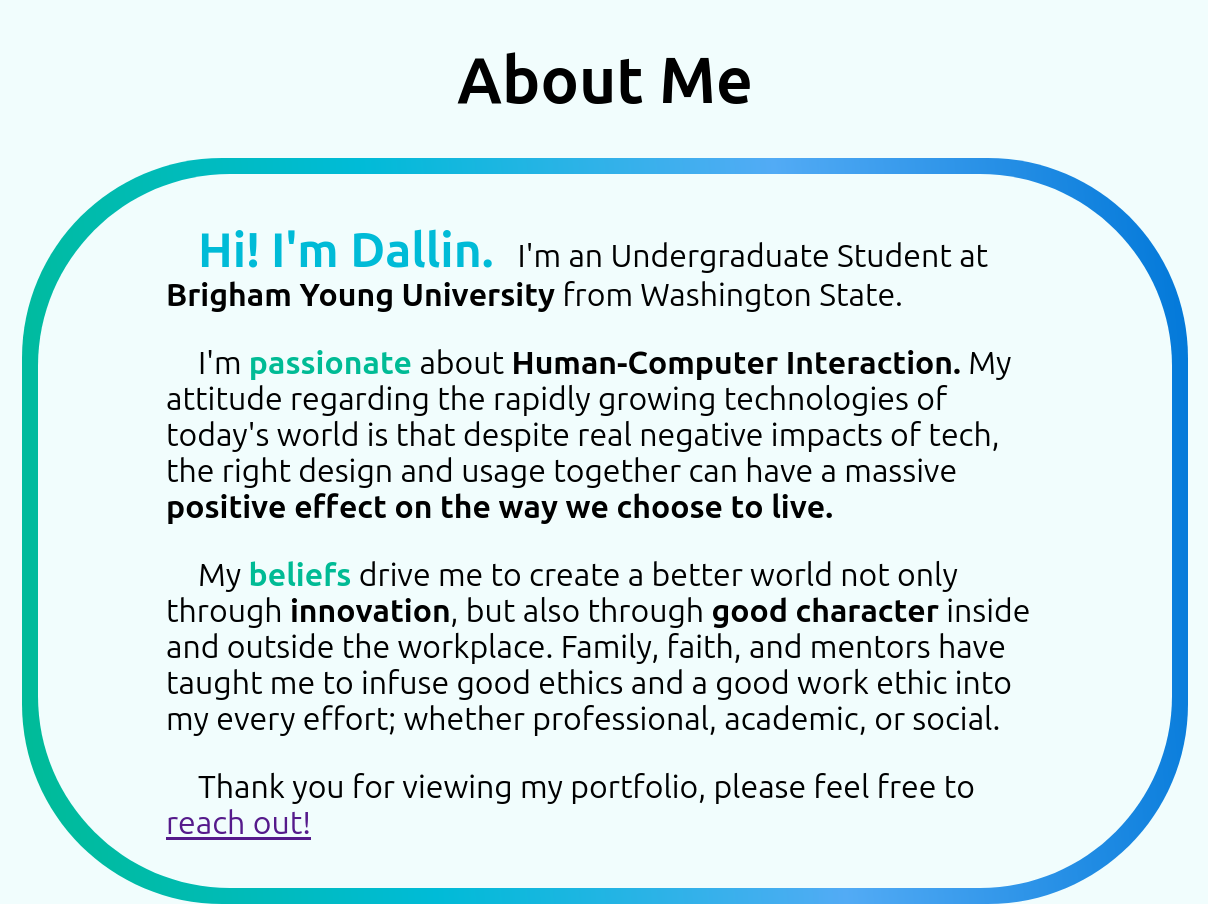 About Me
Hi! I'm Dallin. I'm an Undergraduate Student at
Brigham Young University from Washington State.
I'm passionate about Human-Computer Interaction. My
attitude regarding the rapidly growing technologies of
today's world is that despite real negative impacts of tech,
the right design and usage together can have a massive
positive effect on the way we choose to live.
My beliefs drive me to create a better world not only
through innovation, but also through good character inside
and outside the workplace. Family, faith, and mentors have
taught me to infuse good ethics and a good work ethic into
my every effort; whether professional, academic, or social.
Thank you for viewing my portfolio, please feel free to
reach out!